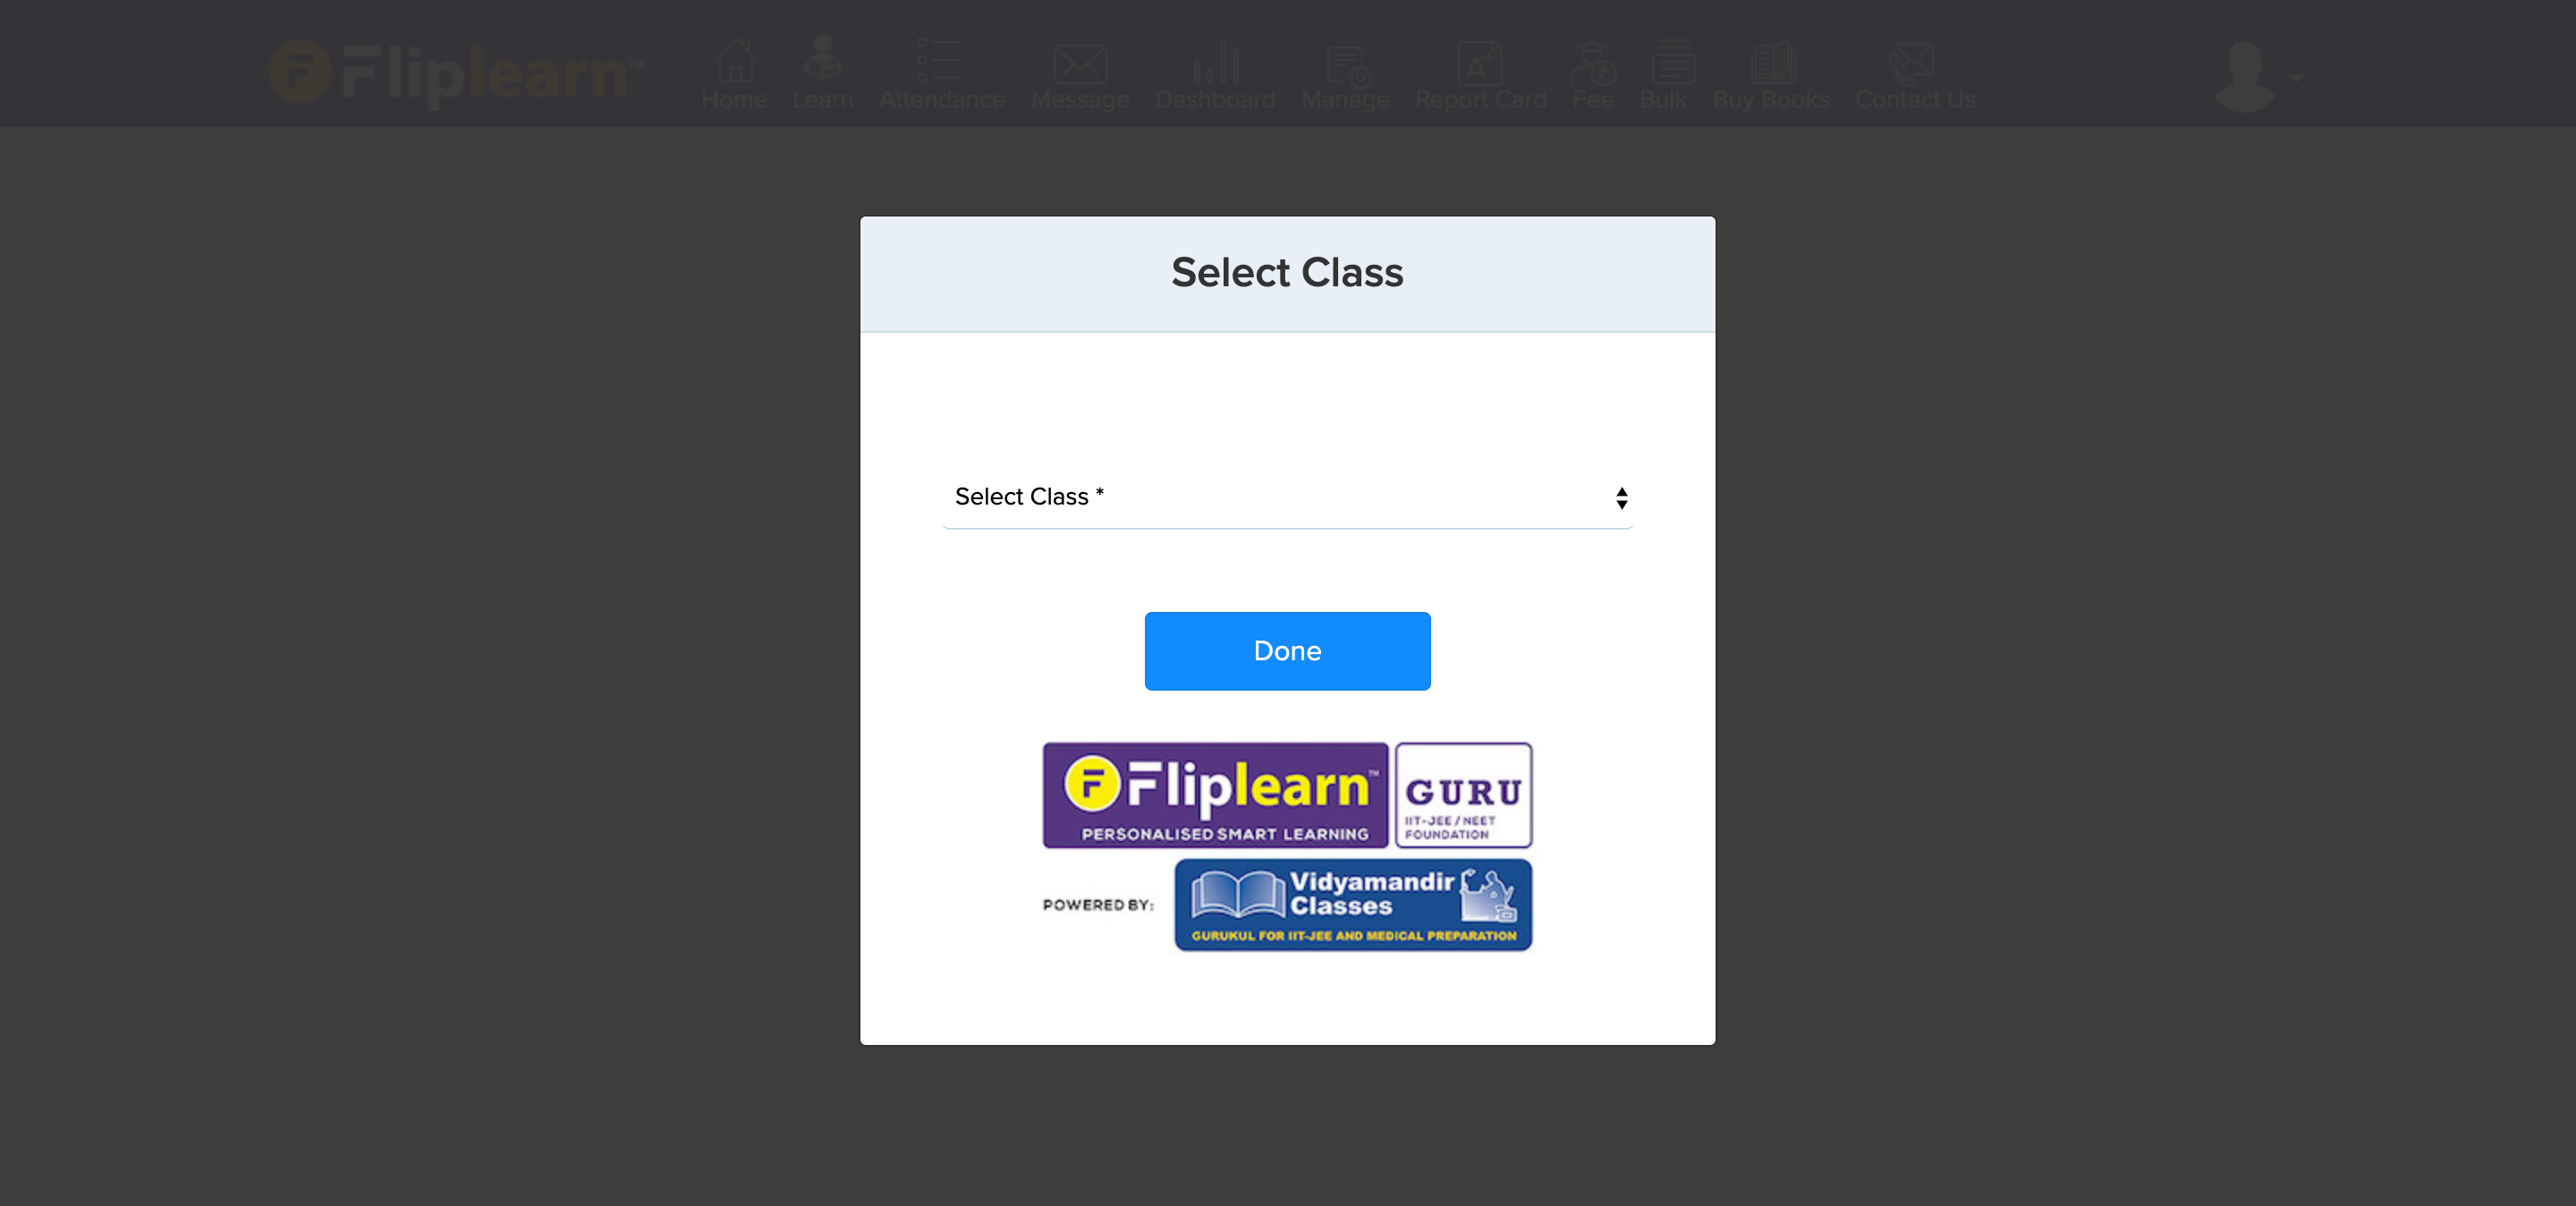 Fliplearn™
Home Learn Attendance Message Dashboard Manage Report Card Fee Bulk Buy Books Contact Us
Select Class
Select Class *
Done
Fliplearn™
PERSONALISED SMART LEARNING
GURU
IIT-JEE / NEET
FOUNDATION
POWERED BY:
Vidyamandir
Classes
GURUKUL FOR IIT-JEE AND MEDICAL PREPARATION